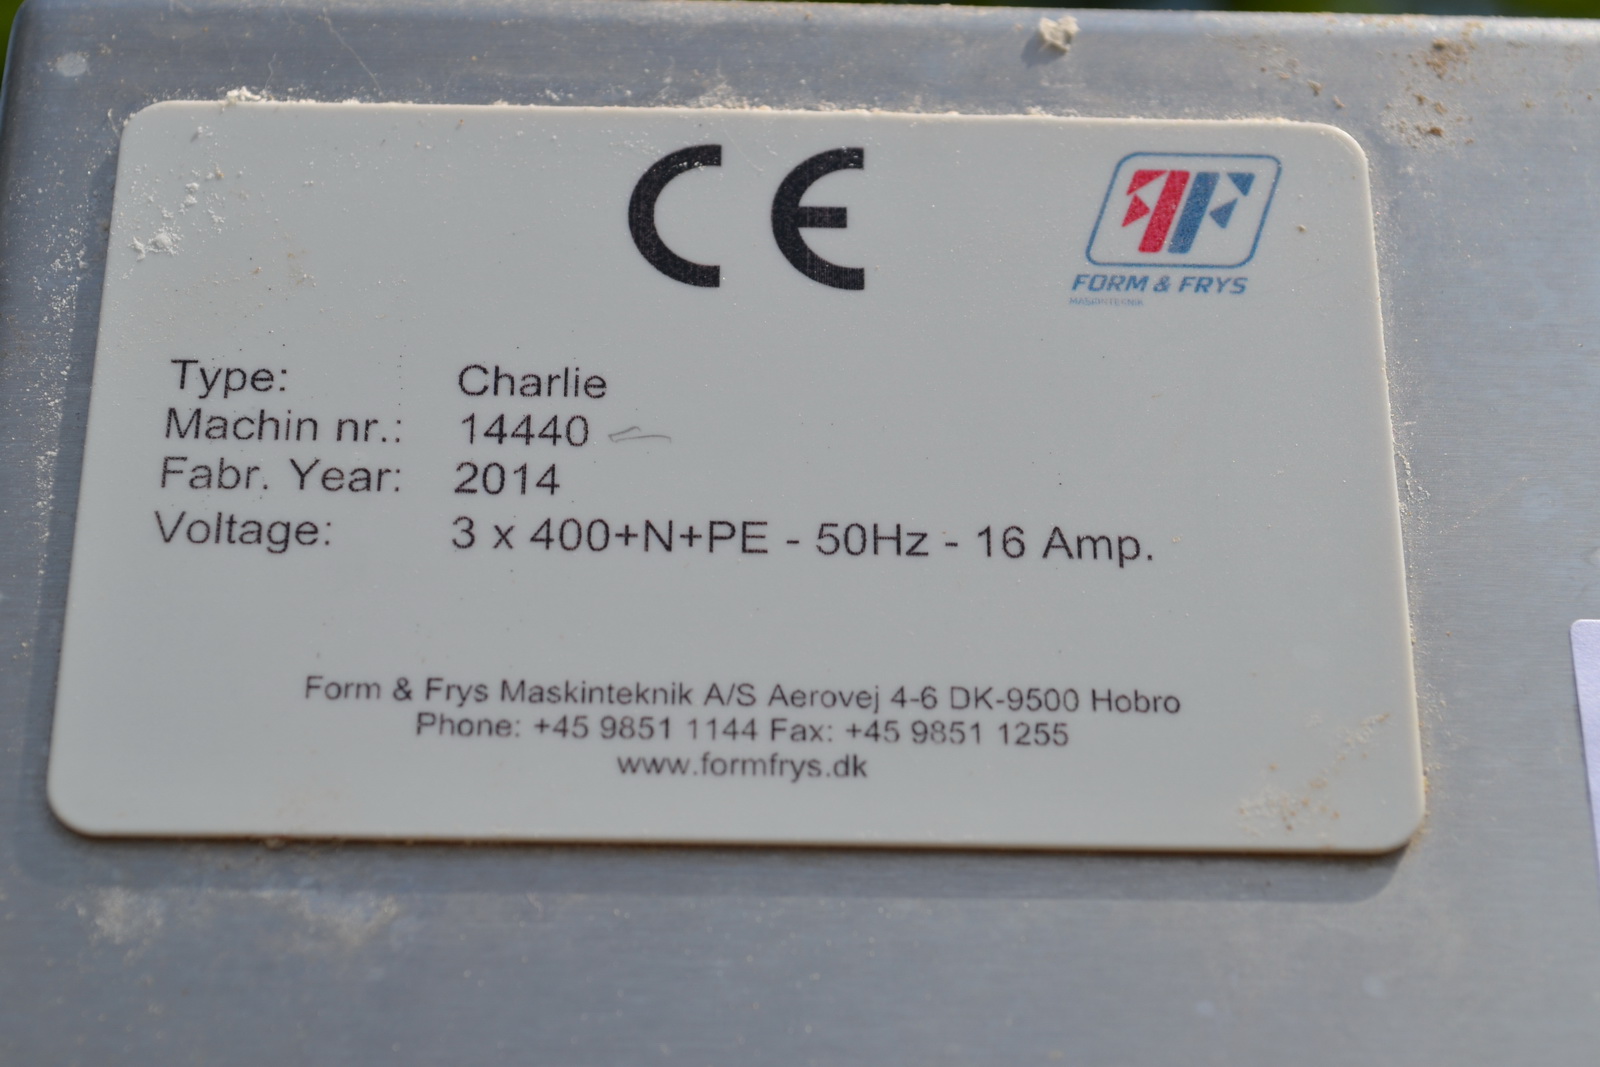 CE
FORM & FRYS
MASKINTEKNIK
Type: Charlie
Machin nr.: 14440
Fabr. Year: 2014
Voltage: 3 x 400+N+PE - 50Hz - 16 Amp.
Form & Frys Maskinteknik A/S Aerovej 4-6 DK-9500 Hobro
Phone: +45 9851 1144 Fax: +45 9851 1255
www.formfrys.dk